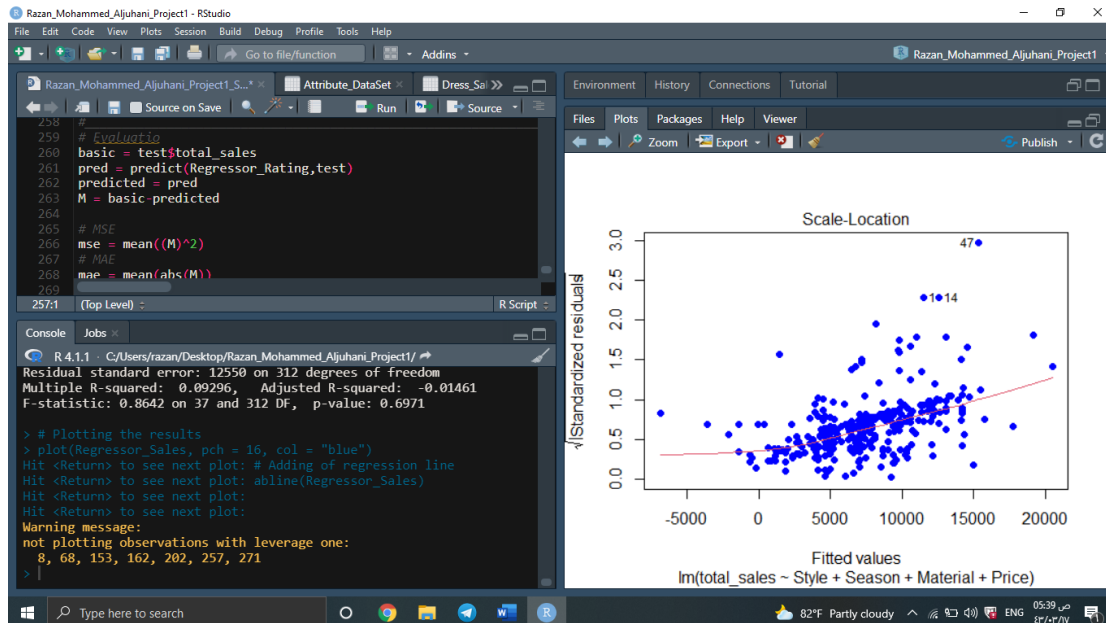 Razan_Mohammed_Aljuhani_Project1 - RStudio
File Edit Code View Plots Session Build Debug Profile Tools Help
Go to file/function Addins Razan_Mohammed_Aljuhani_Project1
Razan_Mohammed_Aljuhani_Project1_S...* Attribute_DataSet Dress_Sal
Source on Save Run Source
258 #
259 # Evaluatio
260 basic = test$total_sales
261 pred = predict(Regressor_Rating,test)
262 predicted = pred
263 M = basic-predicted
264
265 # MSE
266 mse = mean((M)^2)
267 # MAE
268 mae = mean(abs(M))
269
257:1 (Top Level) R Script
Console Jobs
R 4.1.1 · C:/Users/razan/Desktop/Razan_Mohammed_Aljuhani_Project1/
Residual standard error: 12550 on 312 degrees of freedom
Multiple R-squared: 0.09296, Adjusted R-squared: -0.01461
F-statistic: 0.8642 on 37 and 312 DF, p-value: 0.6971
> # Plotting the results
> plot(Regressor_Sales, pch = 16, col = "blue")
Hit <Return> to see next plot: # Adding of regression line
Hit <Return> to see next plot: abline(Regressor_Sales)
Hit <Return> to see next plot:
Hit <Return> to see next plot:
Warning message:
not plotting observations with leverage one:
8, 68, 153, 162, 202, 257, 271
>
Environment History Connections Tutorial
Files Plots Packages Help Viewer
Zoom Export Publish
Scale-Location
√|Standardized residuals|
3.0
2.5
2.0
1.5
1.0
0.5
0.0
47
1 14
-5000 0 5000 10000 15000 20000
Fitted values
lm(total_sales ~ Style + Season + Material + Price)
Type here to search
82°F Partly cloudy ENG
05:39 ص